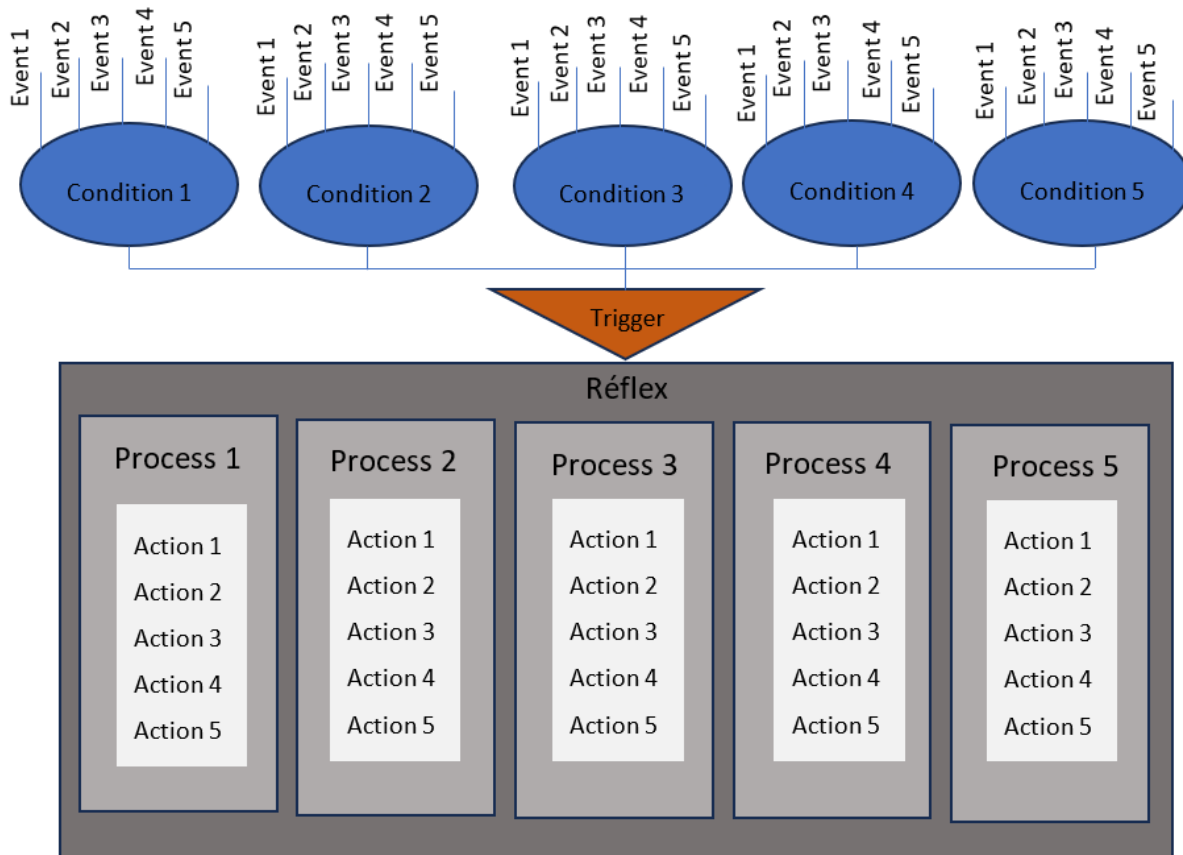 Event 1
Event 2
Event 3
Event 4
Event 5
Event 1
Event 2
Event 3
Event 4
Event 5
Event 1
Event 2
Event 3
Event 4
Event 5
Event 1
Event 2
Event 3
Event 4
Event 5
Event 1
Event 2
Event 3
Event 4
Event 5
Condition 1
Condition 2
Condition 3
Condition 4
Condition 5
Trigger
Réflex
Process 1
Action 1
Action 2
Action 3
Action 4
Action 5
Process 2
Action 1
Action 2
Action 3
Action 4
Action 5
Process 3
Action 1
Action 2
Action 3
Action 4
Action 5
Process 4
Action 1
Action 2
Action 3
Action 4
Action 5
Process 5
Action 1
Action 2
Action 3
Action 4
Action 5